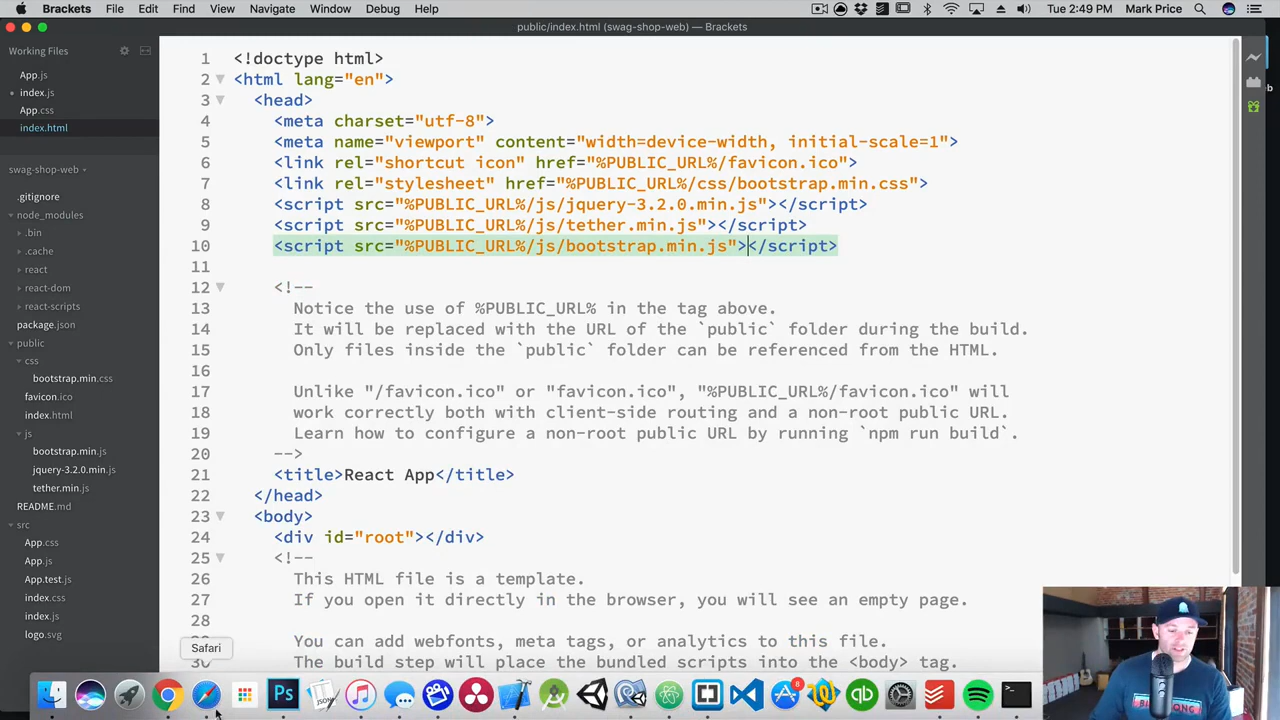 Brackets File Edit Find View Navigate Window Debug Help Tue 2:49 PM Mark Price
public/index.html (swag-shop-web) — Brackets
Working Files
App.js
index.js
App.css
index.html
swag-shop-web
.gitignore
node_modules
.bin
.cache
react
react-dom
react-scripts
package.json
public
css
bootstrap.min.css
favicon.ico
index.html
js
bootstrap.min.js
jquery-3.2.0.min.js
tether.min.js
README.md
src
App.css
App.js
App.test.js
index.css
index.js
logo.svg
1 <!doctype html>
2 <html lang="en">
3 <head>
4 <meta charset="utf-8">
5 <meta name="viewport" content="width=device-width, initial-scale=1">
6 <link rel="shortcut icon" href="%PUBLIC_URL%/favicon.ico">
7 <link rel="stylesheet" href="%PUBLIC_URL%/css/bootstrap.min.css">
8 <script src="%PUBLIC_URL%/js/jquery-3.2.0.min.js"></script>
9 <script src="%PUBLIC_URL%/js/tether.min.js"></script>
10 <script src="%PUBLIC_URL%/js/bootstrap.min.js"></script>
11
12 <!--
13 Notice the use of %PUBLIC_URL% in the tag above.
14 It will be replaced with the URL of the `public` folder during the build.
15 Only files inside the `public` folder can be referenced from the HTML.
16
17 Unlike "/favicon.ico" or "favicon.ico", "%PUBLIC_URL%/favicon.ico" will
18 work correctly both with client-side routing and a non-root public URL.
19 Learn how to configure a non-root public URL by running `npm run build`.
20 -->
21 <title>React App</title>
22 </head>
23 <body>
24 <div id="root"></div>
25 <!--
26 This HTML file is a template.
27 If you open it directly in the browser, you will see an empty page.
28
You can add webfonts, meta tags, or analytics to this file.
30 The build step will place the bundled scripts into the <body> tag.
Safari
Ps
8